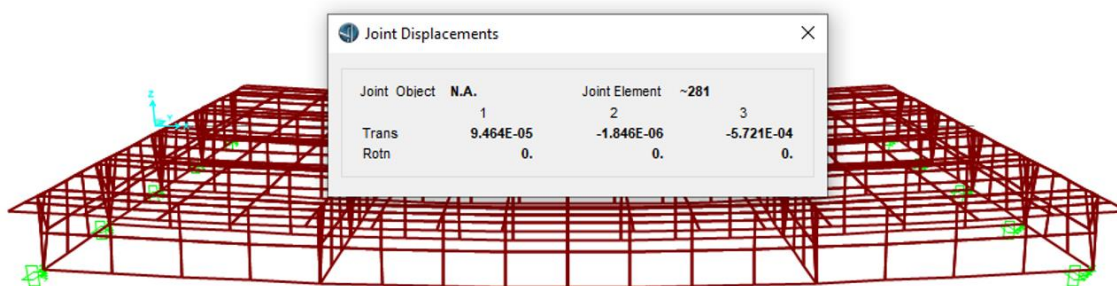 Joint Displacements
Joint Object N.A. Joint Element ~281
1 2 3
Trans 9.464E-05 -1.846E-06 -5.721E-04
Rotn 0. 0. 0.
Z